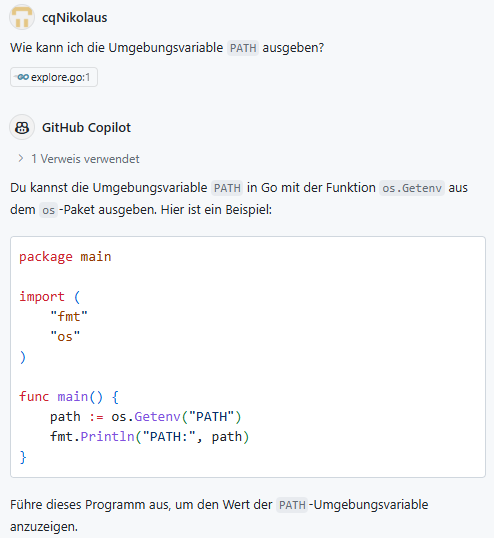 cqNikolaus
Wie kann ich die Umgebungsvariable PATH ausgeben?
GO explore.go:1
GitHub Copilot
1 Verweis verwendet
Du kannst die Umgebungsvariable PATH in Go mit der Funktion os.Getenv aus
dem os-Paket ausgeben. Hier ist ein Beispiel:
package main
import (
    "fmt"
    "os"
)
func main() {
    path := os.Getenv("PATH")
    fmt.Println("PATH:", path)
}
Führe dieses Programm aus, um den Wert der PATH-Umgebungsvariable
anzuzeigen.